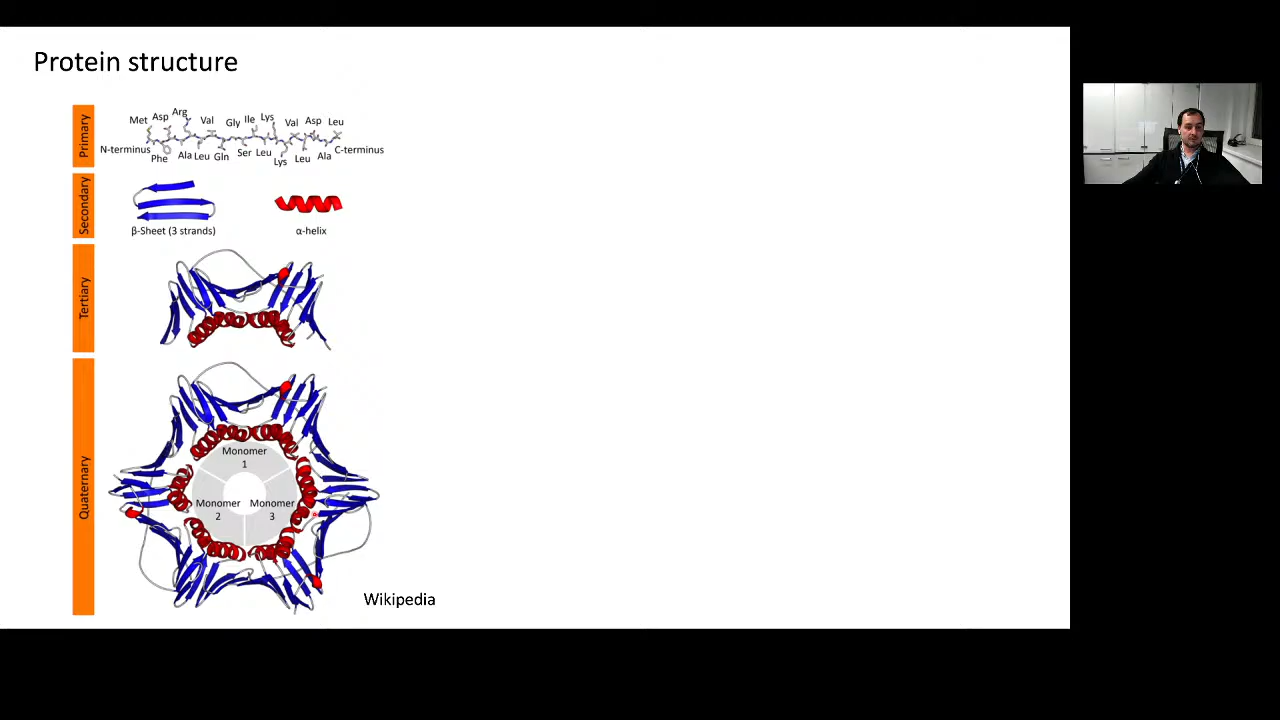 Protein structure
Primary
Met Asp Arg Val Gly Ile Lys Val Asp Leu
N-terminus Phe Ala Leu Gln Ser Leu Lys Leu Ala C-terminus
Secondary
β-Sheet (3 strands) α-helix
Tertiary
Quaternary
Monomer
1
Monomer Monomer
2 3
Wikipedia